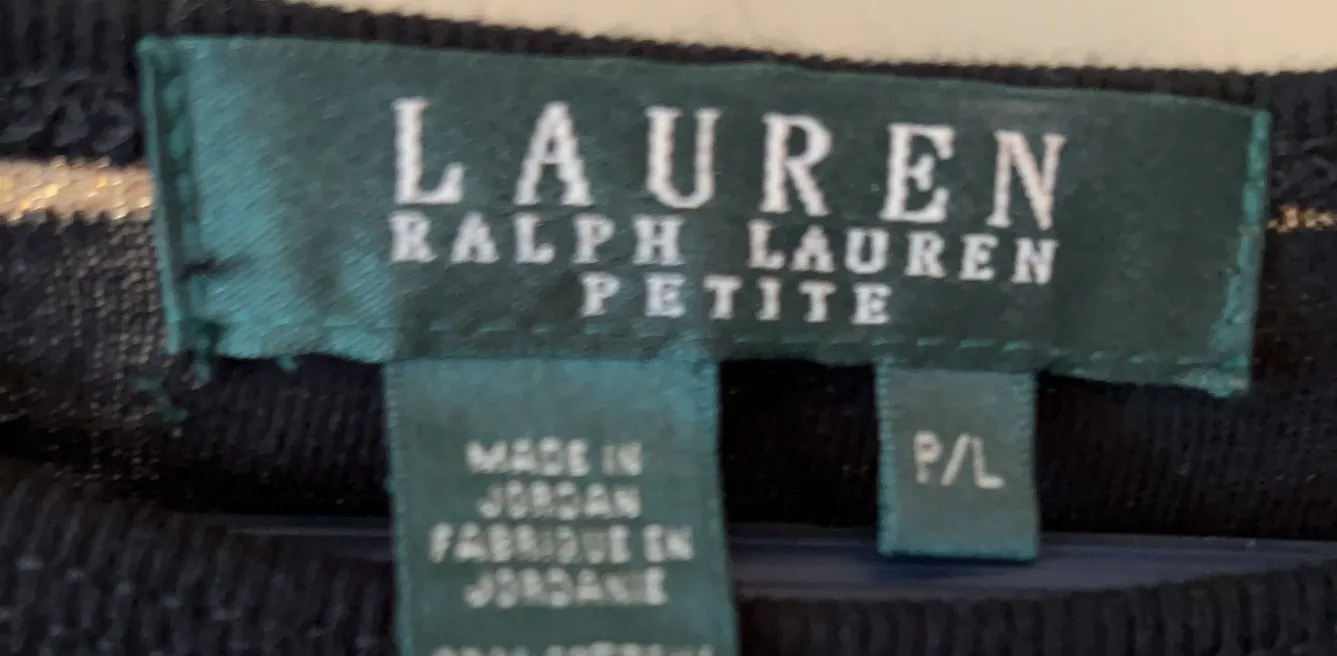 LAUREN
RALPH LAUREN
PETITE
P/L
MADE IN
JORDAN
FABRIQUE EN
JORDANIE